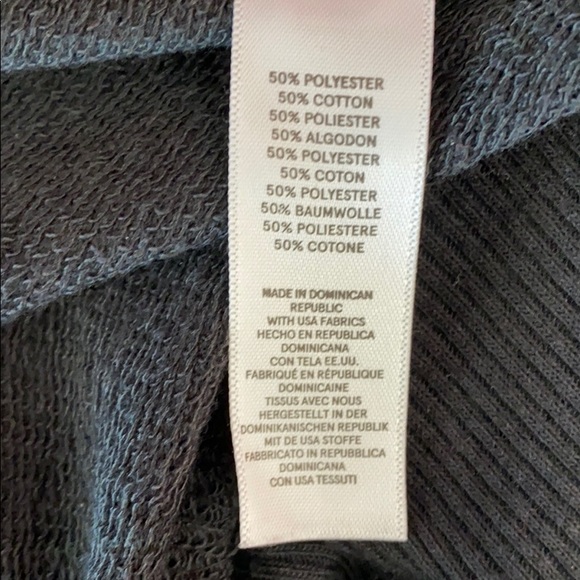 50% POLYESTER
50% COTTON
50% POLIESTER
50% ALGODON
50% POLYESTER
50% COTON
50% POLYESTER
50% BAUMWOLLE
50% POLIESTERE
50% COTONE
MADE IN DOMINICAN
REPUBLIC
WITH USA FABRICS
HECHO EN REPUBLICA
DOMINICANA
CON TELA EE.UU.
FABRIQUÉ EN RÉPUBLIQUE
DOMINICAINE
TISSUS AVEC NOUS
HERGESTELLT IN DER
DOMINIKANISCHEN REPUBLIK
MIT DE USA STOFFE
FABBRICATO IN REPUBBLICA
DOMINICANA
CON USA TESSUTI